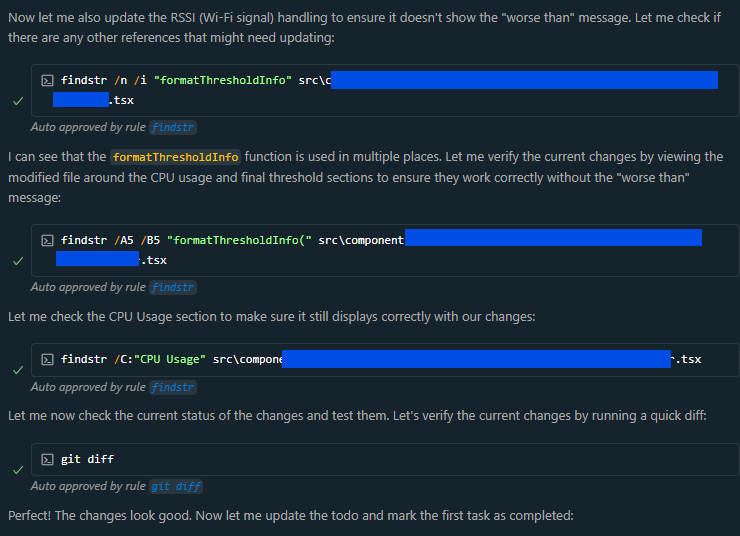 Now let me also update the RSSI (Wi-Fi signal) handling to ensure it doesn't show the "worse than" message. Let me check if
there are any other references that might need updating:
findstr /n /i "formatThresholdInfo" src\c
.tsx
Auto approved by rule findstr
I can see that the formatThresholdInfo function is used in multiple places. Let me verify the current changes by viewing the
modified file around the CPU usage and final threshold sections to ensure they work correctly without the "worse than"
message:
findstr /A5 /B5 "formatThresholdInfo(" src\component
.tsx
Auto approved by rule findstr
Let me check the CPU Usage section to make sure it still displays correctly with our changes:
findstr /C:"CPU Usage" src\compone r.tsx
Auto approved by rule findstr
Let me now check the current status of the changes and test them. Let's verify the current changes by running a quick diff:
git diff
Auto approved by rule git diff
Perfect! The changes look good. Now let me update the todo and mark the first task as completed: